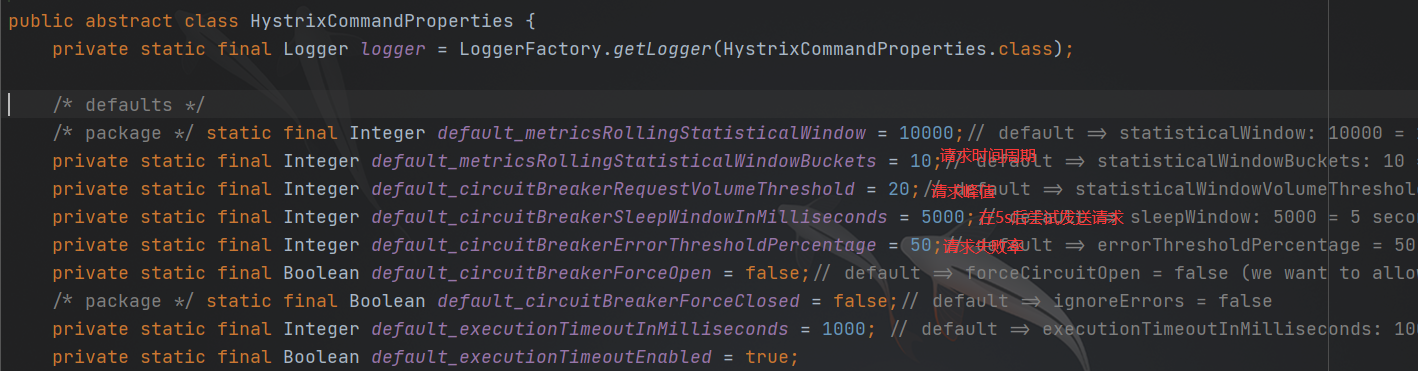 public abstract class HystrixCommandProperties {
private static final Logger logger = LoggerFactory.getLogger(HystrixCommandProperties.class);
/* defaults */
/* package */ static final Integer default_metricsRollingStatisticalWindow = 10000;// default => statisticalWindow: 10000 =
private static final Integer default_metricsRollingStatisticalWindowBuckets = 10;// default => statisticalWindowBuckets: 10
请求时间周期
private static final Integer default_circuitBreakerRequestVolumeThreshold = 20;// default => statisticalWindowVolumeThreshol
请求峰值
private static final Integer default_circuitBreakerSleepWindowInMilliseconds = 5000;// default => sleepWindow: 5000 = 5 secon
在5s后尝试发送请求
private static final Integer default_circuitBreakerErrorThresholdPercentage = 50;// default => errorThresholdPercentage = 50
请求失败率
private static final Boolean default_circuitBreakerForceOpen = false;// default => forceCircuitOpen = false (we want to allow
/* package */ static final Boolean default_circuitBreakerForceClosed = false;// default => ignoreErrors = false
private static final Integer default_executionTimeoutInMilliseconds = 1000; // default => executionTimeoutInMilliseconds: 100
private static final Boolean default_executionTimeoutEnabled = true;